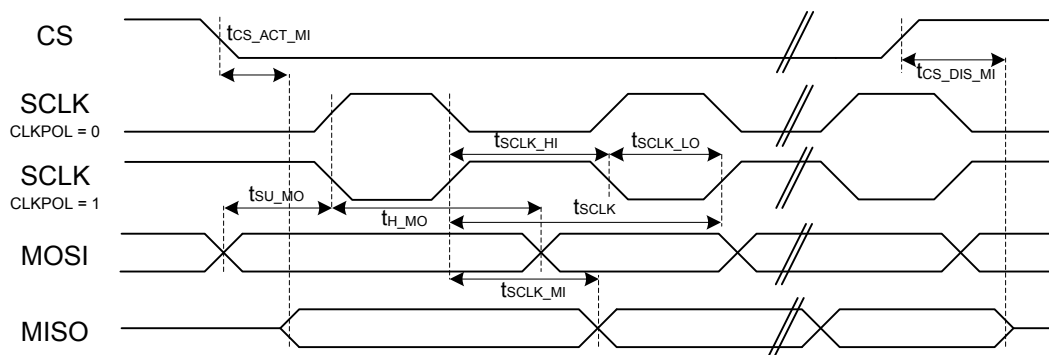 CS
tCS_ACT_MI
tCS_DIS_MI
SCLK
CLKPOL = 0
tSCLK_HI
tSCLK_LO
SCLK
CLKPOL = 1
tSU_MO
tH_MO
tSCLK
MOSI
tSCLK_MI
MISO